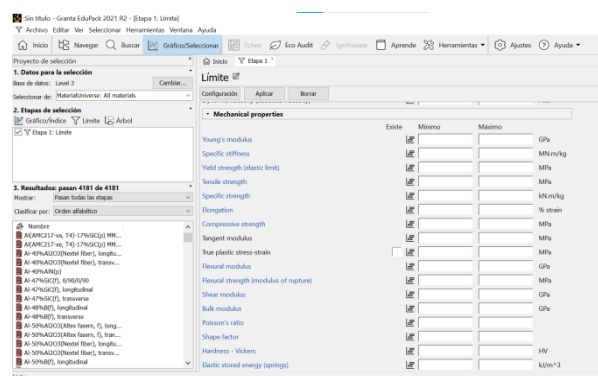 :Sin título - Granta EduPack 2021 R2 - [Etapa 1: Límite]
Archivo Editar Ver Seleccionar Herramientas Ventana Ayuda
Inicio Navegar Buscar Gráfico/Seleccionar Solver Eco Audit Synthesizer Aprende Herramientas Ajustes Ayuda
Proyecto de selección
1. Datos para la selección
Base de datos: Level 3 Cambiar...
Seleccionar de: MaterialUniverse: All materials
2. Etapas de selección
Gráfico/Índice Límite Árbol
Etapa 1: Límite
3. Resultados: pasan 4181 de 4181
Mostrar: Pasan todas las etapas
Clasificar por: Orden alfabético
Nombre
Al(AMC217-xe, T4)-17%SiC(p) MM...
Al(AMC217-xe, T4)-17%SiC(p) MM...
Al-40%Al2O3(Nextel fiber), longitu...
Al-40%Al2O3(Nextel fiber), transv...
Al-40%AlN(p)
Al-47%SiC(f), 0/90/0/90
Al-47%SiC(f), longitudinal
Al-47%SiC(f), transverse
Al-48%B(f), longitudinal
Al-48%B(f), transverse
Al-50%Al2O3(Altex fasern, f), long...
Al-50%Al2O3(Altex fasern, f), tran...
Al-50%Al2O3(Nextel fiber), longitu...
Al-50%Al2O3(Nextel fiber), transv...
Al-50%B(f), longitudinal
Inicio Etapa 1
Límite
Configuración Aplicar Borrar
Mechanical properties
Existe Mínimo Máximo
Young's modulus GPa
Specific stiffness MN.m/kg
Yield strength (elastic limit) MPa
Tensile strength MPa
Specific strength kN.m/kg
Elongation % strain
Compressive strength MPa
Tangent modulus MPa
True plastic stress-strain MPa
Flexural modulus GPa
Flexural strength (modulus of rupture) MPa
Shear modulus GPa
Bulk modulus GPa
Poisson's ratio
Shape factor
Hardness - Vickers HV
Elastic stored energy (springs) kJ/m^3